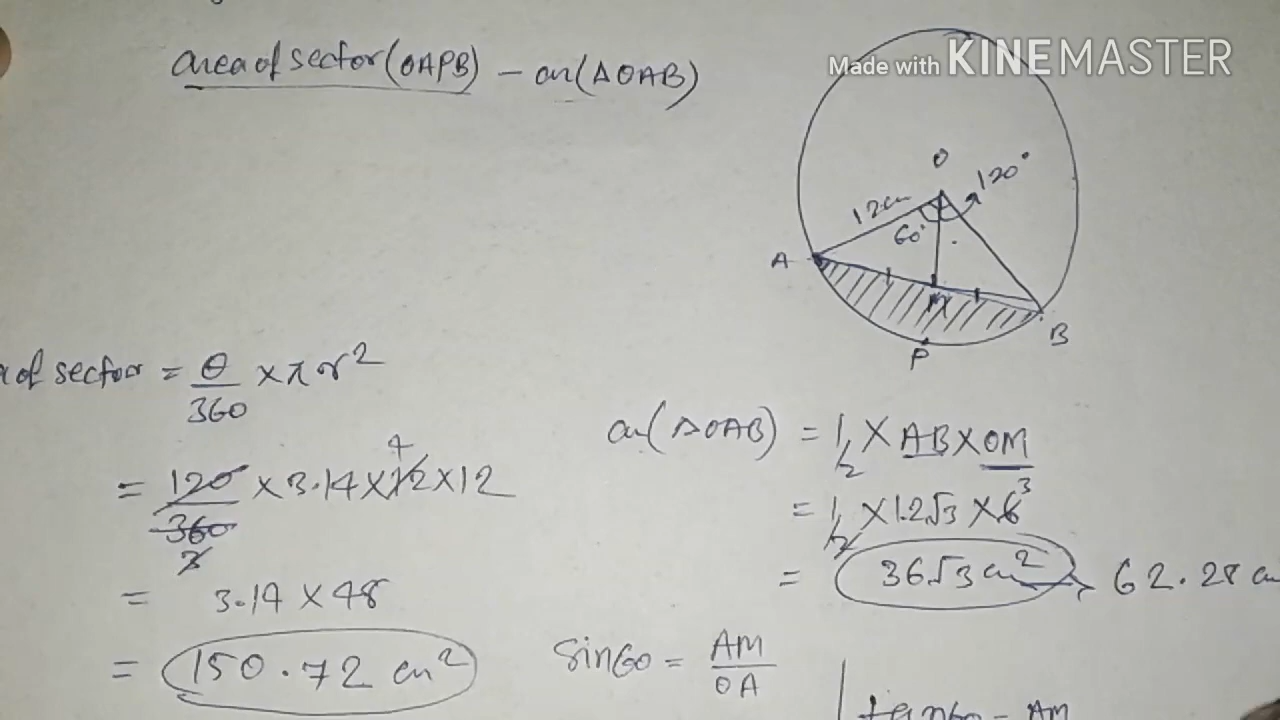 area of sector (OAPB) - ar(ΔOAB)
Made with KINEMASTER
O
120°
12cm
60°
A
M
B
P
of sector = θ/360 × πr²
= 120/360 × 3.14 × 12 × 12
4
3
= 3.14 × 48
= 150.72 cm²
ar(ΔOAB) = 1/2 × AB × OM
= 1/2 × 12√3 × 6
3
= 36√3 cm² 62.28 cm
Sin60 = AM/OA
tan60 = AM